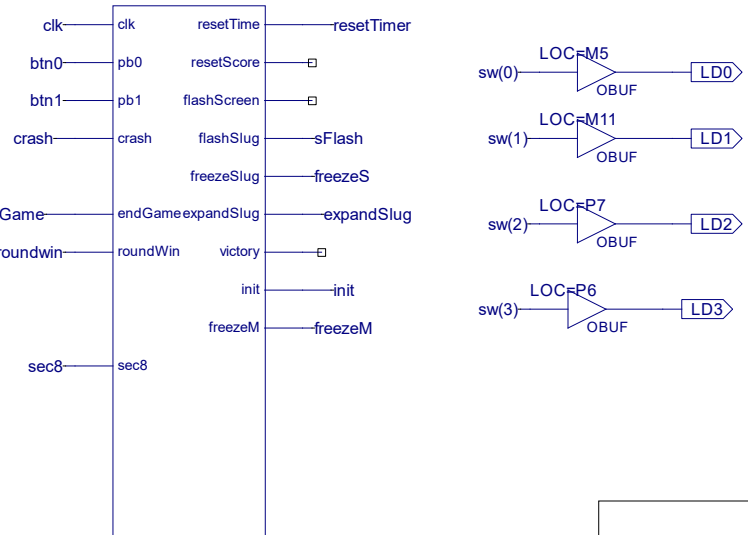 clk clk resetTime resetTimer
btn0 pb0 resetScore
btn1 pb1 flashScreen
crash crash flashSlug sFlash
freezeSlug freezeS
Game endGame expandSlug expandSlug
roundwin roundWin victory
init init
freezeM freezeM
sec8 sec8
LOC=M5
sw(0) LD0
OBUF
LOC=M11
sw(1) LD1
OBUF
LOC=P7
sw(2) LD2
OBUF
LOC=P6
sw(3) LD3
OBUF